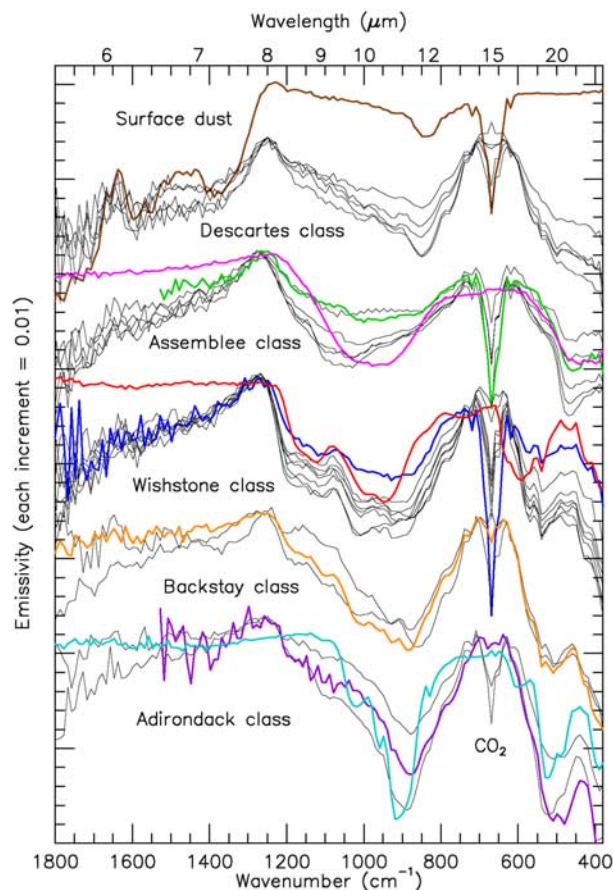 Wavelength (μm)
6 7 8 9 10 12 15 20
Surface dust
Descartes class
Assemblee class
Wishstone class
Backstay class
Adirondack class
CO₂
Emissivity (each increment = 0.01)
1800 1600 1400 1200 1000 800 600 400
Wavenumber (cm⁻¹)